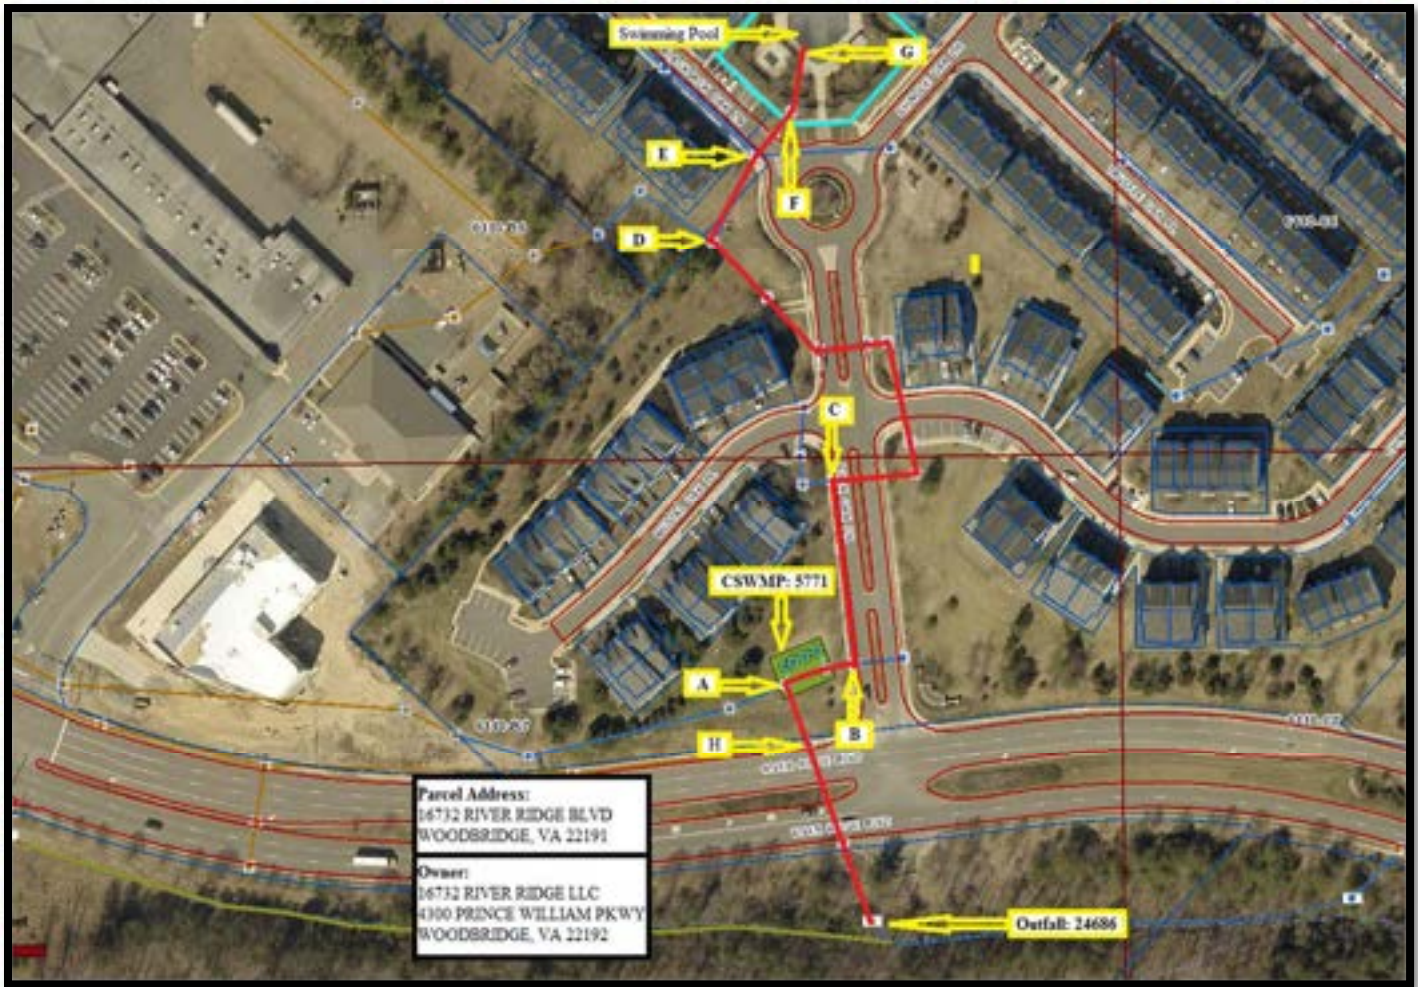 Swimming Pool
G
E
F
D
C
CSWMP: 5771
A
B
H
Parcel Address:
16732 RIVER RIDGE BLVD
WOODBRIDGE, VA 22191
Owner:
16732 RIVER RIDGE LLC
4300 PRINCE WILLIAM PKWY
WOODBRIDGE, VA 22192
Outfall: 24686